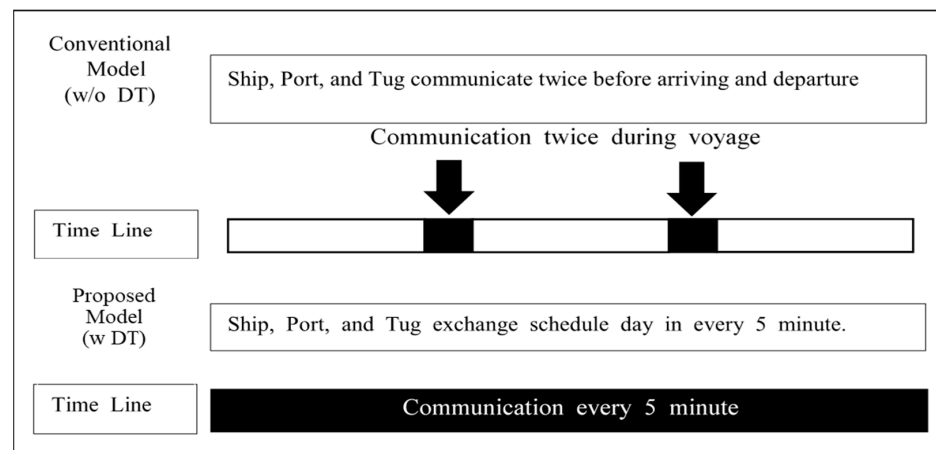 Conventional
Model
(w/o DT)
Ship, Port, and Tug communicate twice before arriving and departure
Communication twice during voyage
Time Line
Proposed
Model
(w DT)
Ship, Port, and Tug exchange schedule day in every 5 minute.
Time Line
Communication every 5 minute